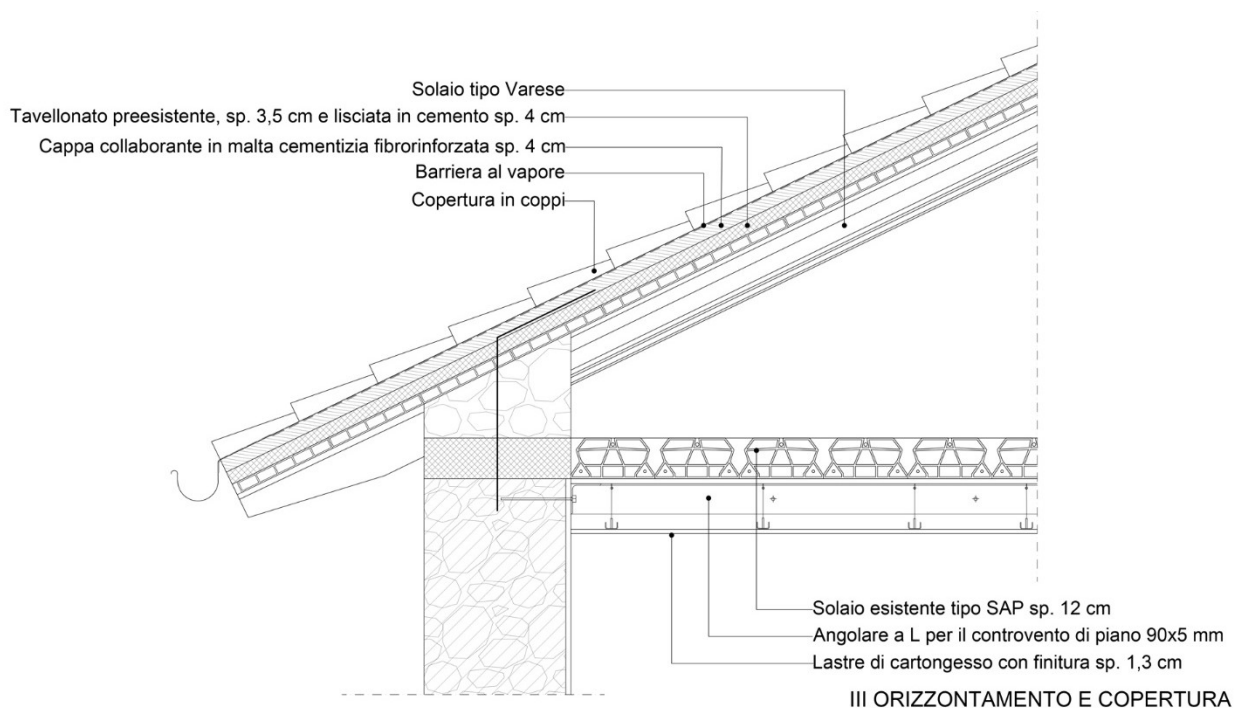 Solaio tipo Varese
Tavellonato preesistente, sp. 3,5 cm e lisciata in cemento sp. 4 cm
Cappa collaborante in malta cementizia fibrorinforzata sp. 4 cm
Barriera al vapore
Copertura in coppi
Solaio esistente tipo SAP sp. 12 cm
Angolare a L per il controvento di piano 90x5 mm
Lastre di cartongesso con finitura sp. 1,3 cm
III ORIZZONTAMENTO E COPERTURA